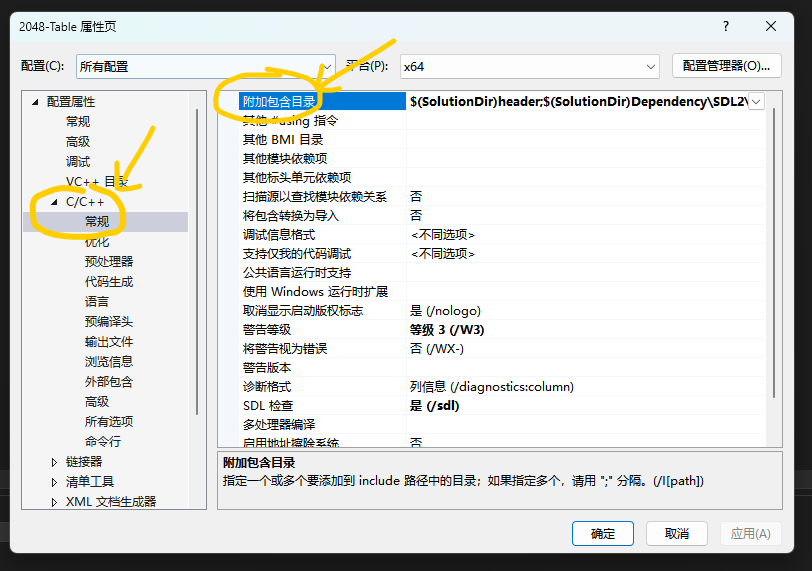 2048-Table 属性页
配置(C): 所有配置 平台(P): x64 配置管理器(O)...
配置属性
常规
高级
调试
VC++ 目录
C/C++
常规
优化
预处理器
代码生成
语言
预编译头
输出文件
浏览信息
外部包含
高级
所有选项
命令行
链接器
清单工具
XML 文档生成器
附加包含目录 $(SolutionDir)header;$(SolutionDir)Dependency\SDL2\
其他 #using 指令
其他 BMI 目录
其他模块依赖项
其他标头单元依赖项
扫描源以查找模块依赖关系 否
将包含转换为导入 否
调试信息格式 <不同选项>
支持仅我的代码调试 <不同选项>
公共语言运行时支持
使用 Windows 运行时扩展
取消显示启动版权标志 是 (/nologo)
警告等级 等级 3 (/W3)
将警告视为错误 否 (/WX-)
警告版本
诊断格式 列信息 (/diagnostics:column)
SDL 检查 是 (/sdl)
多处理器编译
启用地址擦除系统 否
附加包含目录
指定一个或多个要添加到 include 路径中的目录；如果指定多个，请用 ";" 分隔。(/I[path])
确定 取消 应用(A)